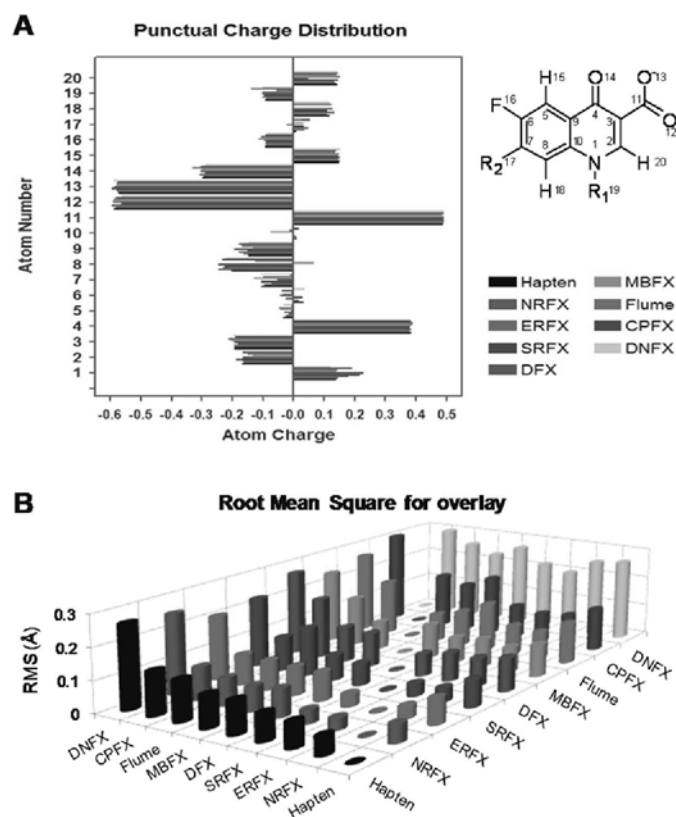 A
Punctual Charge Distribution
Atom Number
20
19
18
17
16
15
14
13
12
11
10
9
8
7
6
5
4
3
2
1
-0.6 -0.5 -0.4 -0.3 -0.2 -0.1 -0.0 0.1 0.2 0.3 0.4 0.5
Atom Charge
H15 O14 O-13
F16 5 4 11
6 9 3 O12
7 10 2
R2 17 8 1 H
N 20
H18 R1 19
Hapten MBFX
NRFX Flume
ERFX CPFX
SRFX DNFX
DFX
B
Root Mean Square for overlay
RMS (Å)
0.3
0.2
0.1
0
DNFX
CPFX
Flume
MBFX
DFX
SRFX
ERFX
NRFX
Hapten
Hapten
NRFX
ERFX
SRFX
DFX
MBFX
Flume
CPFX
DNFX